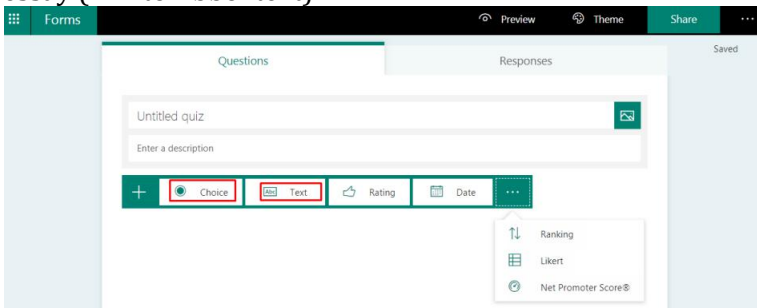 Forms Preview Theme Share ...
Saved
Questions Responses
Untitled quiz
Enter a description
+ Choice Abc Text Rating Date ...
Ranking
Likert
Net Promoter Score®